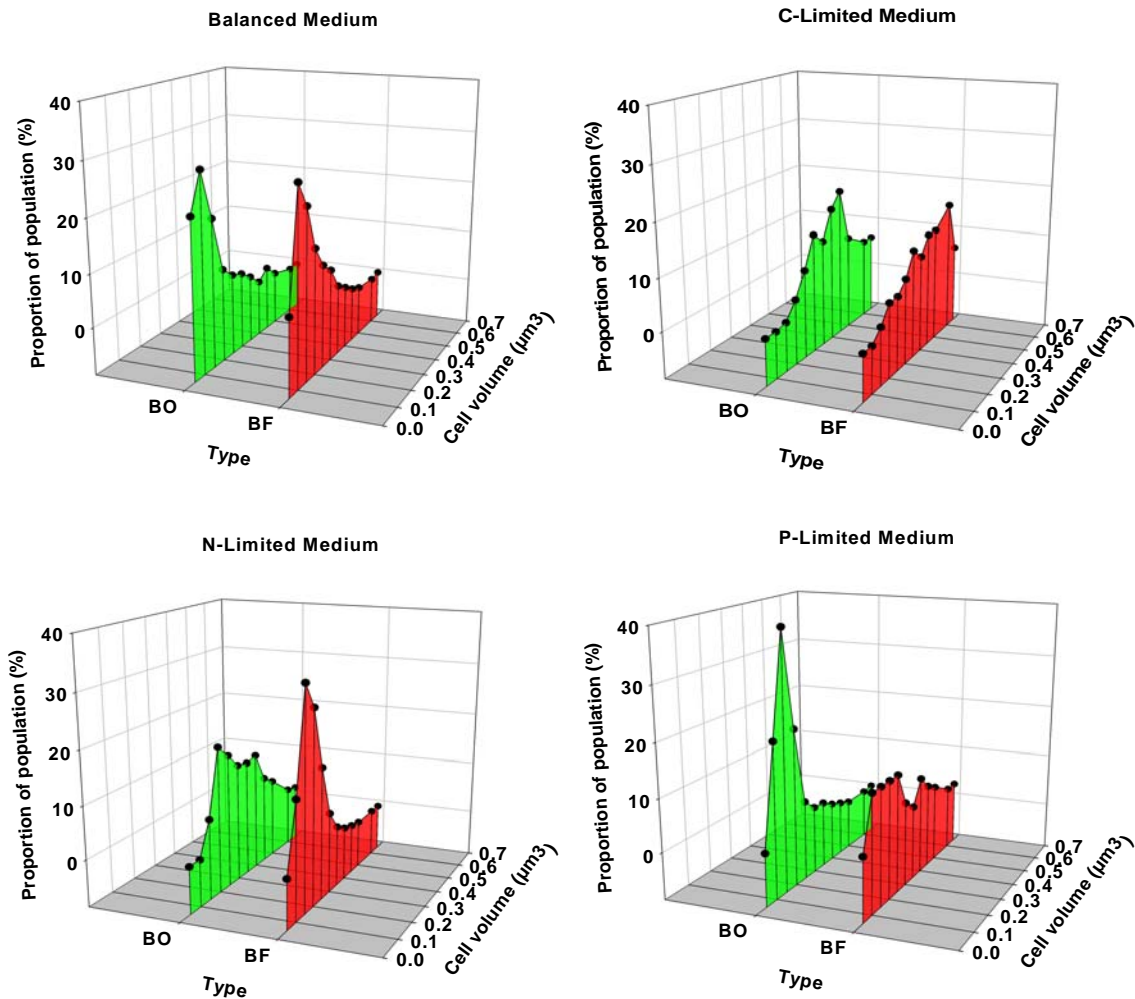 Balanced Medium
Proportion of population (%)
40
30
20
10
0
BO
BF
Type
0.0
0.1
0.2
0.3
0.4
0.5
0.6
0.7
Cell volume (µm3)
C-Limited Medium
Proportion of population (%)
40
30
20
10
0
BO
BF
Type
0.0
0.1
0.2
0.3
0.4
0.5
0.6
0.7
Cell volume (µm3)
N-Limited Medium
Proportion of population (%)
40
30
20
10
0
BO
BF
Type
0.0
0.1
0.2
0.3
0.4
0.5
0.6
0.7
Cell volume (µm3)
P-Limited Medium
Proportion of population (%)
40
30
20
10
0
BO
BF
Type
0.0
0.1
0.2
0.3
0.4
0.5
0.6
0.7
Cell volume (µm3)